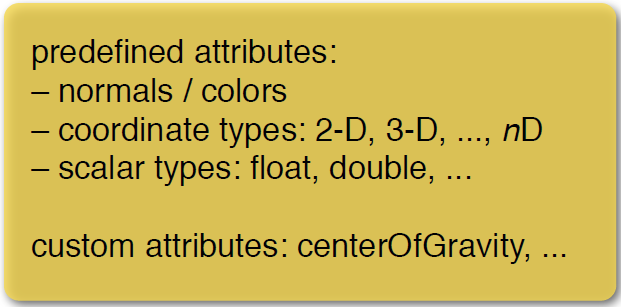 predefined attributes:
– normals / colors
– coordinate types: 2-D, 3-D, ..., nD
– scalar types: float, double, ...
custom attributes: centerOfGravity, ...